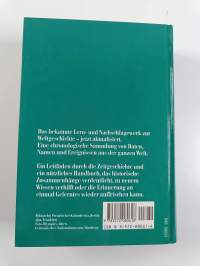 Das bekannte Lern- und Nachschlagewerk zur
Weltgeschichte – jetzt aktualisiert.
Eine chronologische Sammlung von Daten,
Namen und Ereignissen aus der ganzen Welt.
Ein Leitfaden durch die Zeitgeschichte und
ein nützliches Handbuch, das historische
Zusammenhänge verdeutlicht, zu neuem
Wissen verhilft oder die Erinnerung an
einmal Gelerntes wieder auffrischen kann.